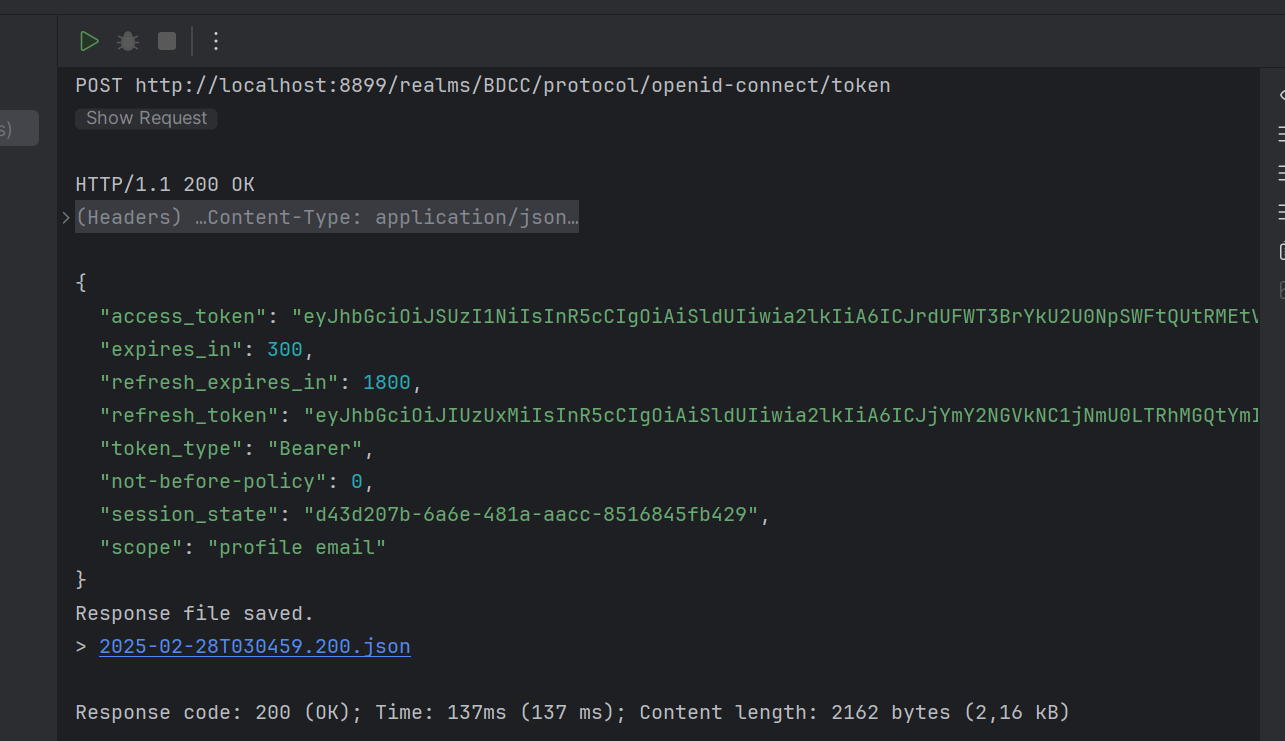 POST http://localhost:8899/realms/BDCC/protocol/openid-connect/token
Show Request
s)
HTTP/1.1 200 OK
(Headers) …Content-Type: application/json…
{
"access_token": "eyJhbGciOiJSUzI1NiIsInR5cCIgOiAiSldUIiwia2lkIiA6ICJrdUFWT3BrYkU2U0NpSWFtQUtRMEtV
"expires_in": 300,
"refresh_expires_in": 1800,
"refresh_token": "eyJhbGciOiJIUzUxMiIsInR5cCIgOiAiSldUIiwia2lkIiA6ICJjYmY2NGVkNC1jNmU0LTRhMGQtYmI
"token_type": "Bearer",
"not-before-policy": 0,
"session_state": "d43d207b-6a6e-481a-aacc-8516845fb429",
"scope": "profile email"
}
Response file saved.
> 2025-02-28T030459.200.json
Response code: 200 (OK); Time: 137ms (137 ms); Content length: 2162 bytes (2,16 kB)